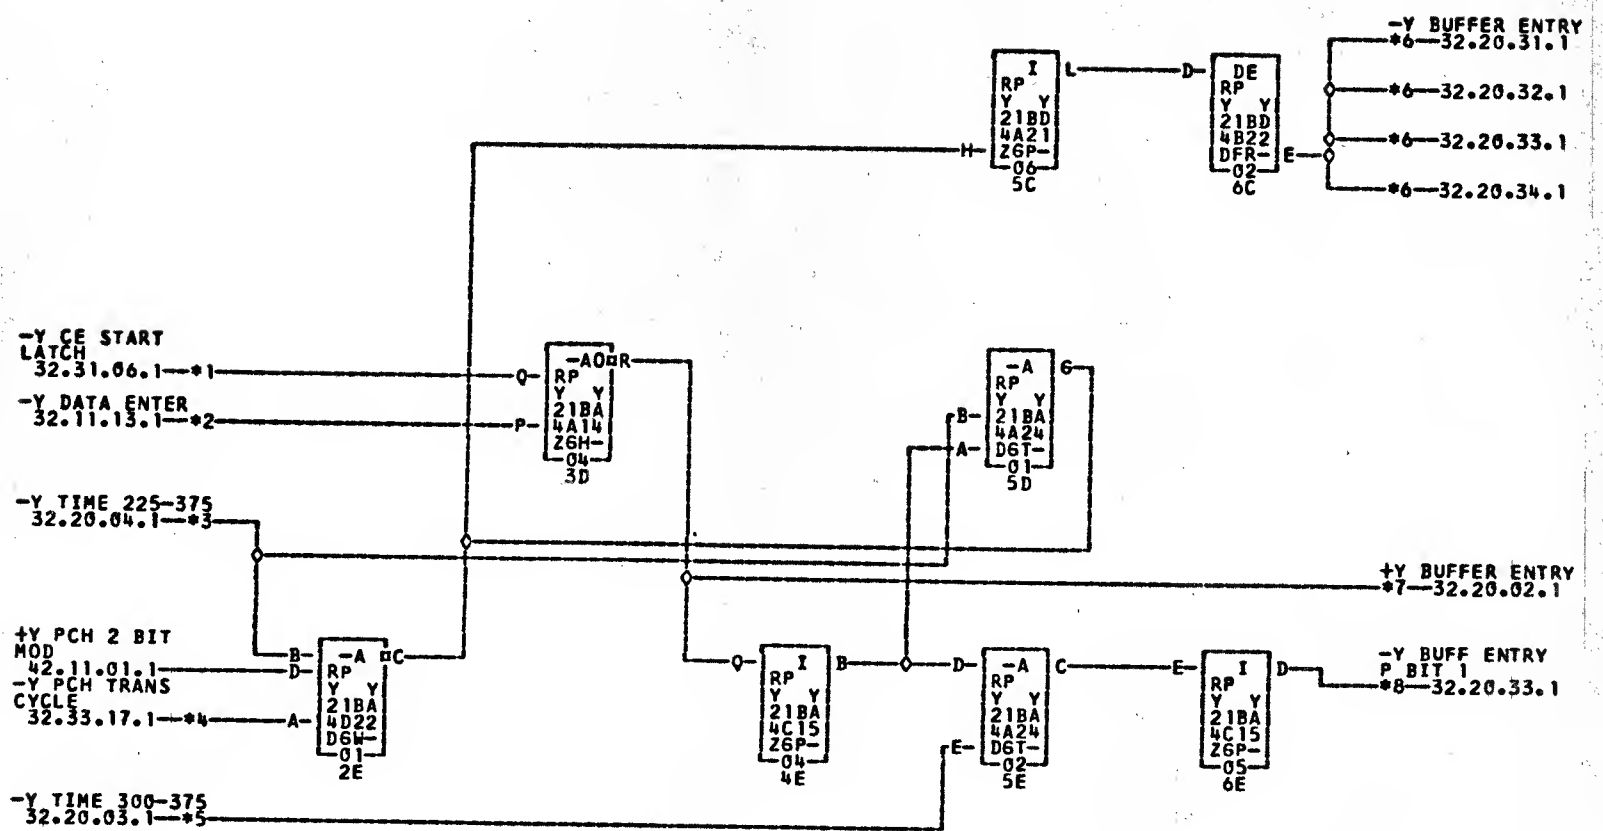 -Y BUFFER ENTRY
*6—32.20.31.1
*6—32.20.32.1
*6—32.20.33.1
*6—32.20.34.1
I L
RP
Y Y
21BD
4A21
H- Z6P-
06
5C
D- DE
RP
Y Y
21BD
4B22
DFR- E
02
6C
-Y CE START
LATCH
32.31.06.1—*1
-Y DATA ENTER
32.11.13.1—*2
-AO R
Q- RP
Y Y
21BA
P- 4A14
Z6H-
04
3D
-A G
RP
Y Y
B- 21BA
4A24
A- D6T-
01
5D
-Y TIME 225-375
32.20.04.1—*3
+Y BUFFER ENTRY
*7—32.20.02.1
+Y PCH 2 BIT
MOD
42.11.01.1
-Y PCH TRANS
CYCLE
32.33.17.1—*4
B- -A C
D- RP
Y Y
21BA
A- 4D22
D6W-
01
2E
Q- I B
RP
Y Y
21BA
4C15
Z6P-
04
4E
D- -A C
RP
Y Y
21BA
4A24
E- D6T-
02
5E
E- I D
RP
Y Y
21BA
4C15
Z6P-
05
6E
-Y BUFF ENTRY
P BIT 1
*8—32.20.33.1
-Y TIME 300-375
32.20.03.1—*5